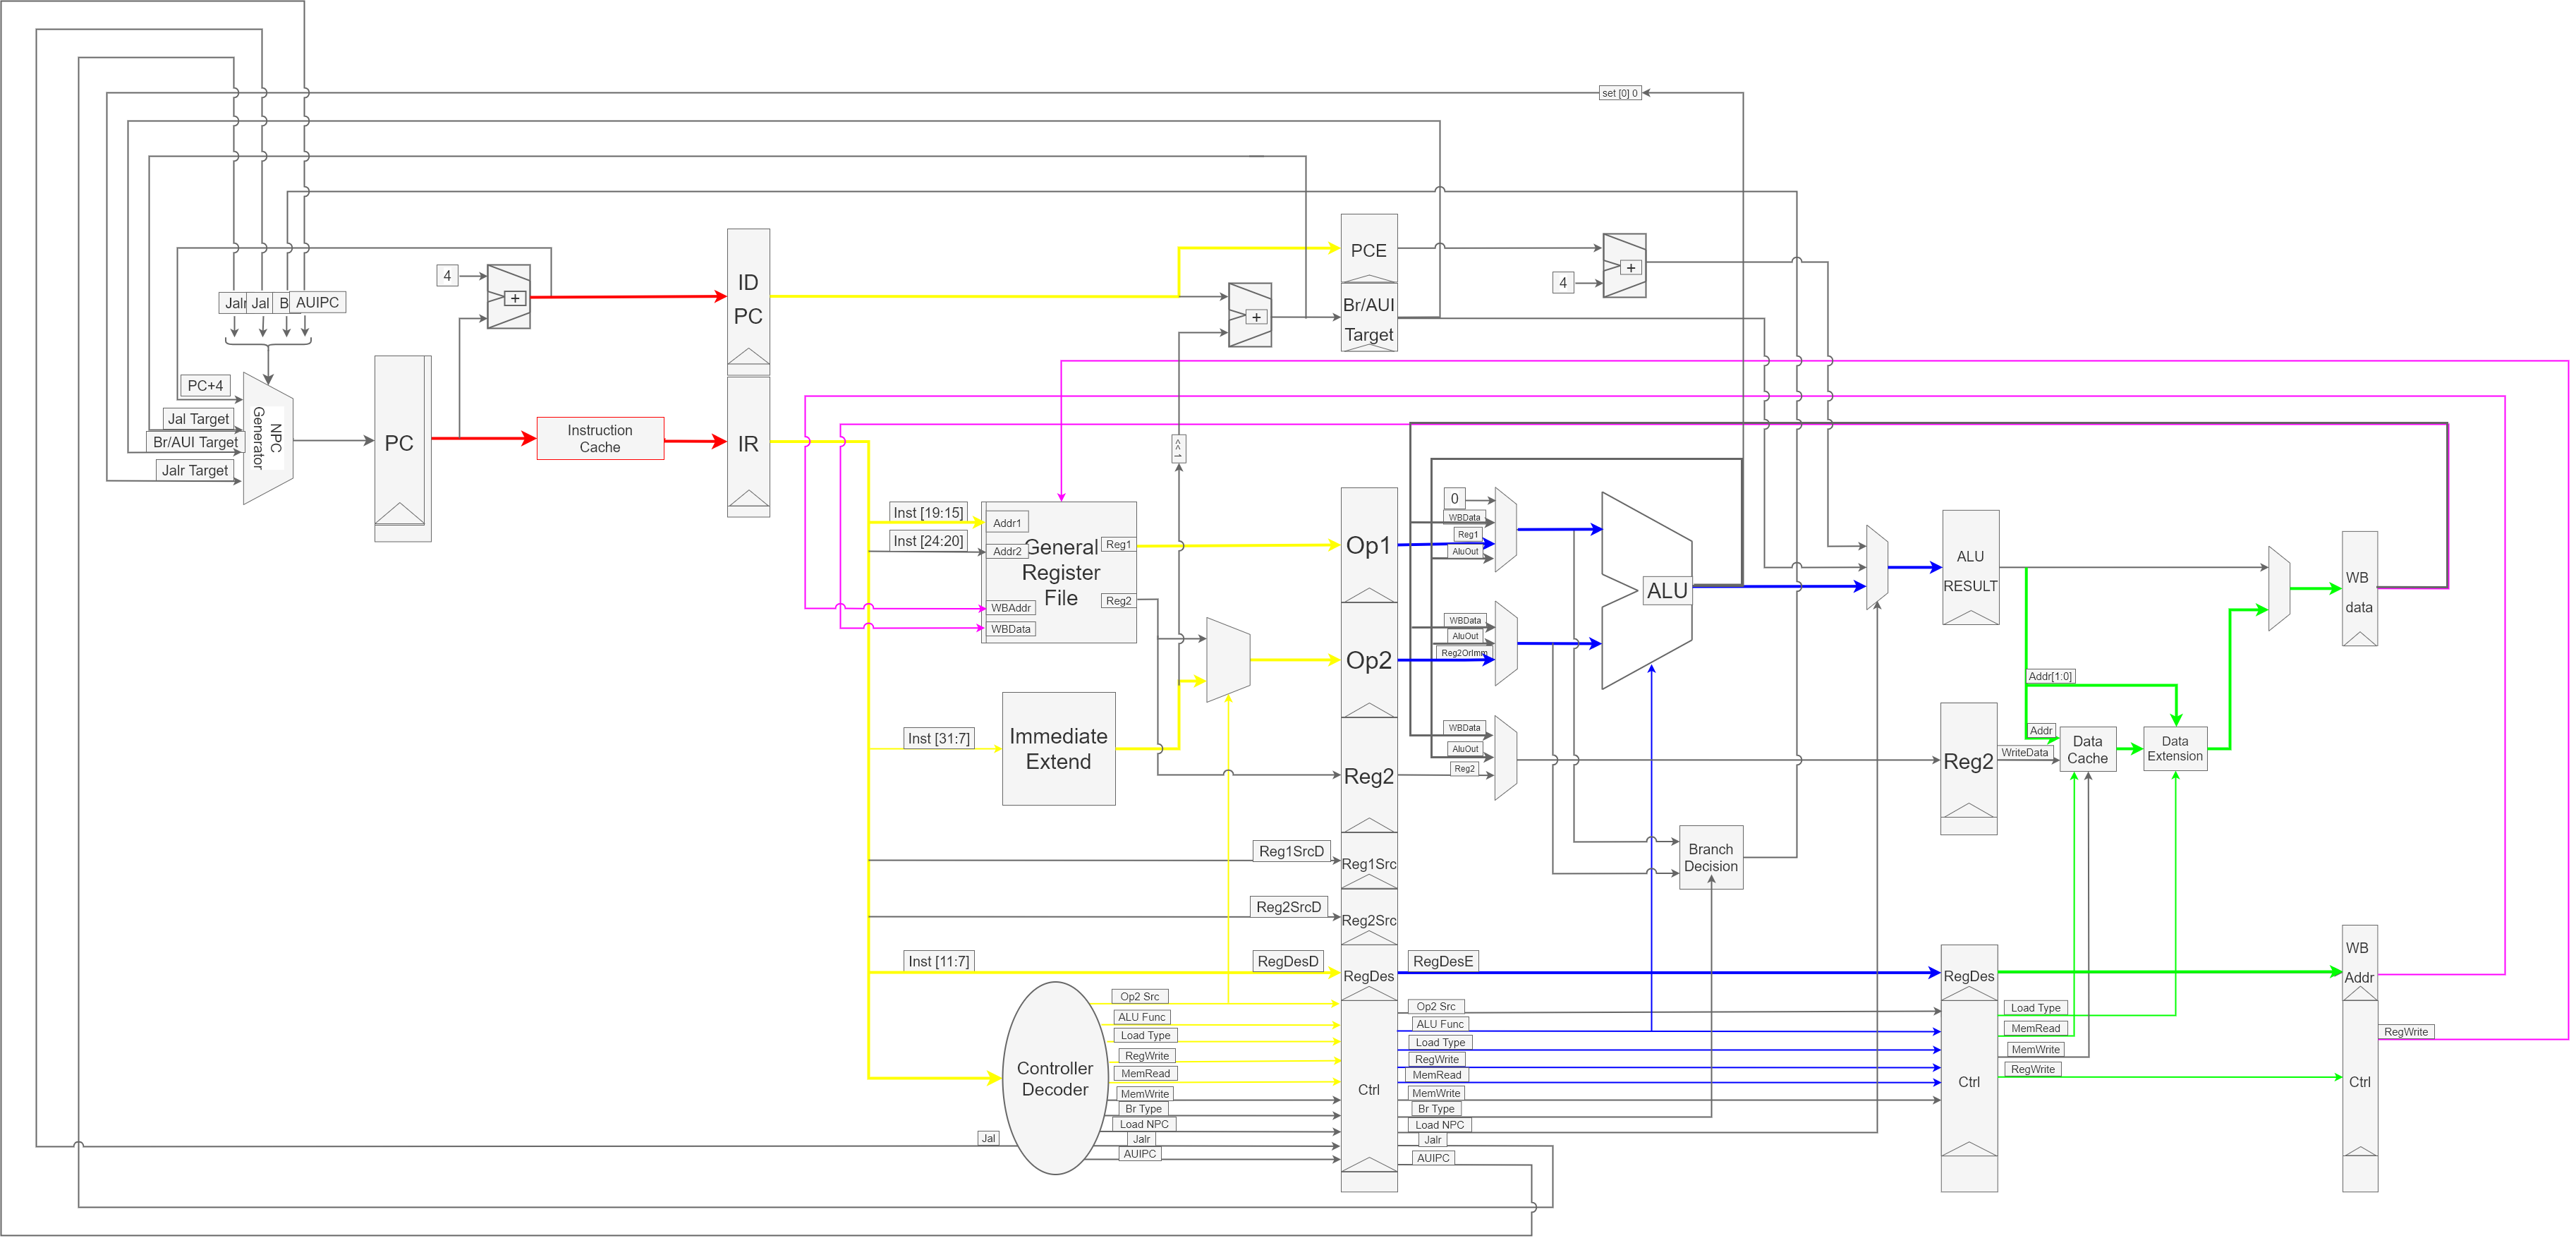 set [0] 0
ID
PC
PCE
4
+
4
+
Jalr
Jal
B
AUIPC
+
Br/AUI
Target
PC+4
Jal Target
Br/AUI Target
Jalr Target
NPC
Generator
PC
Instruction
Cache
IR
<< 1
Inst [19:15]
Inst [24:20]
Addr1
Addr2
General
Register
File
Reg1
Reg2
WBAddr
WBData
Op1
0
WBData
Reg1
AluOut
ALU
ALU
RESULT
WB
data
Op2
WBData
AluOut
Reg2OrImm
Addr[1:0]
Inst [31:7]
Immediate
Extend
Reg2
WBData
AluOut
Reg2
Reg2
Addr
WriteData
Data
Cache
Data
Extension
Reg1SrcD
Reg1Src
Branch
Decision
Reg2SrcD
Reg2Src
Inst [11:7]
RegDesD
RegDes
RegDesE
RegDes
WB
Addr
Controller
Decoder
Op2 Src
ALU Func
Load Type
RegWrite
MemRead
MemWrite
Br Type
Load NPC
Jal
Jalr
AUIPC
Ctrl
Op2 Src
ALU Func
Load Type
RegWrite
MemRead
MemWrite
Br Type
Load NPC
Jalr
AUIPC
Ctrl
Load Type
MemRead
MemWrite
RegWrite
Ctrl
RegWrite